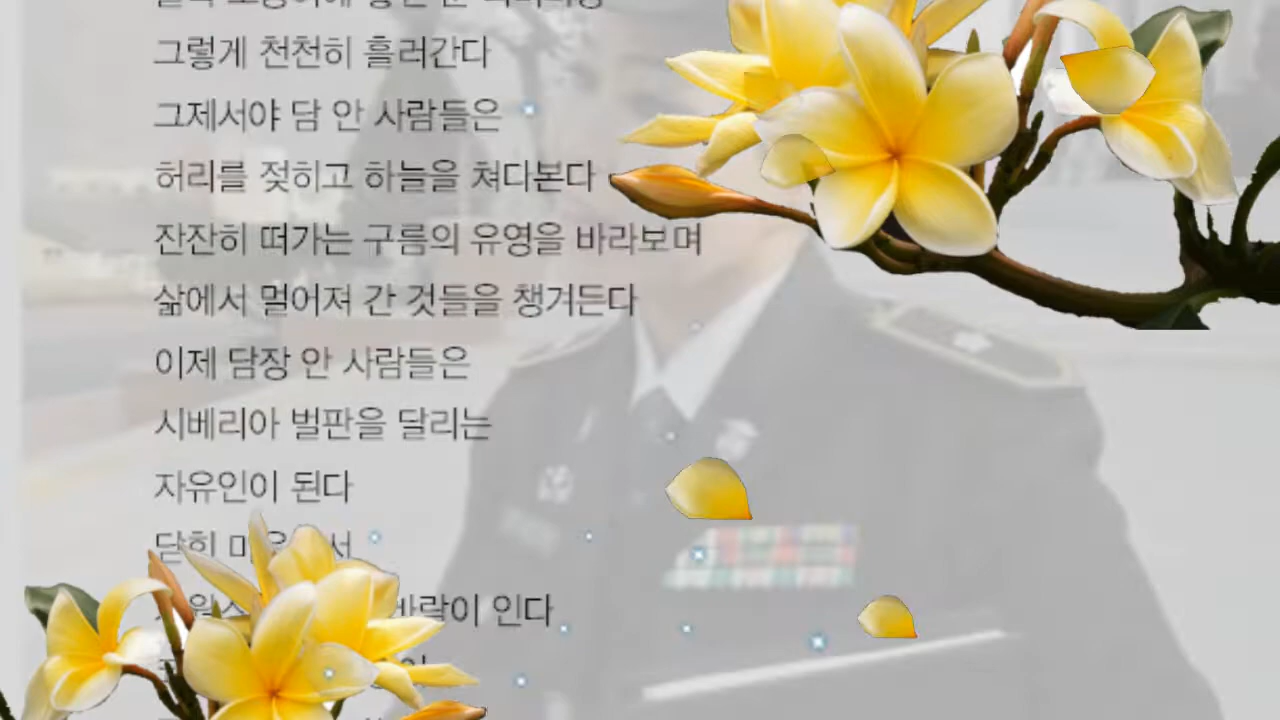 그렇게 천천히 흘러간다
그제서야 담 안 사람들은
허리를 젖히고 하늘을 쳐다본다
잔잔히 떠가는 구름의 유영을 바라보며
삶에서 멀어져 간 것들을 챙겨든다
이제 담장 안 사람들은
시베리아 벌판을 달리는
자유인이 된다
닫힌
바람이 인다